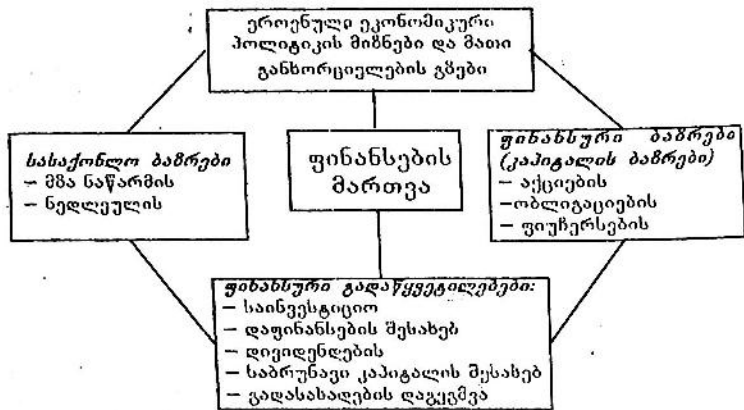 ეროვნული ეკონომიკური
პოლიტიკის მიზნები და მათი
განხორციელების გზები
სასაქონლო ბაზრები
– მზა ნაწარმის
– ნედლეულის
ფინანსების
მართვა
ფინანსური ბაზრები
(კაპიტალის ბაზრები)
– აქციების
–ობლიგაციების
– ფიუჩერსების
ფინანსური გადაწყვეტილებები:
– საინვესტიციო
– დაფინანსების შესახებ
– დივიდენდების
– საბრუნავი კაპიტალის შესახებ
– გადასახადების დაგეგმვა